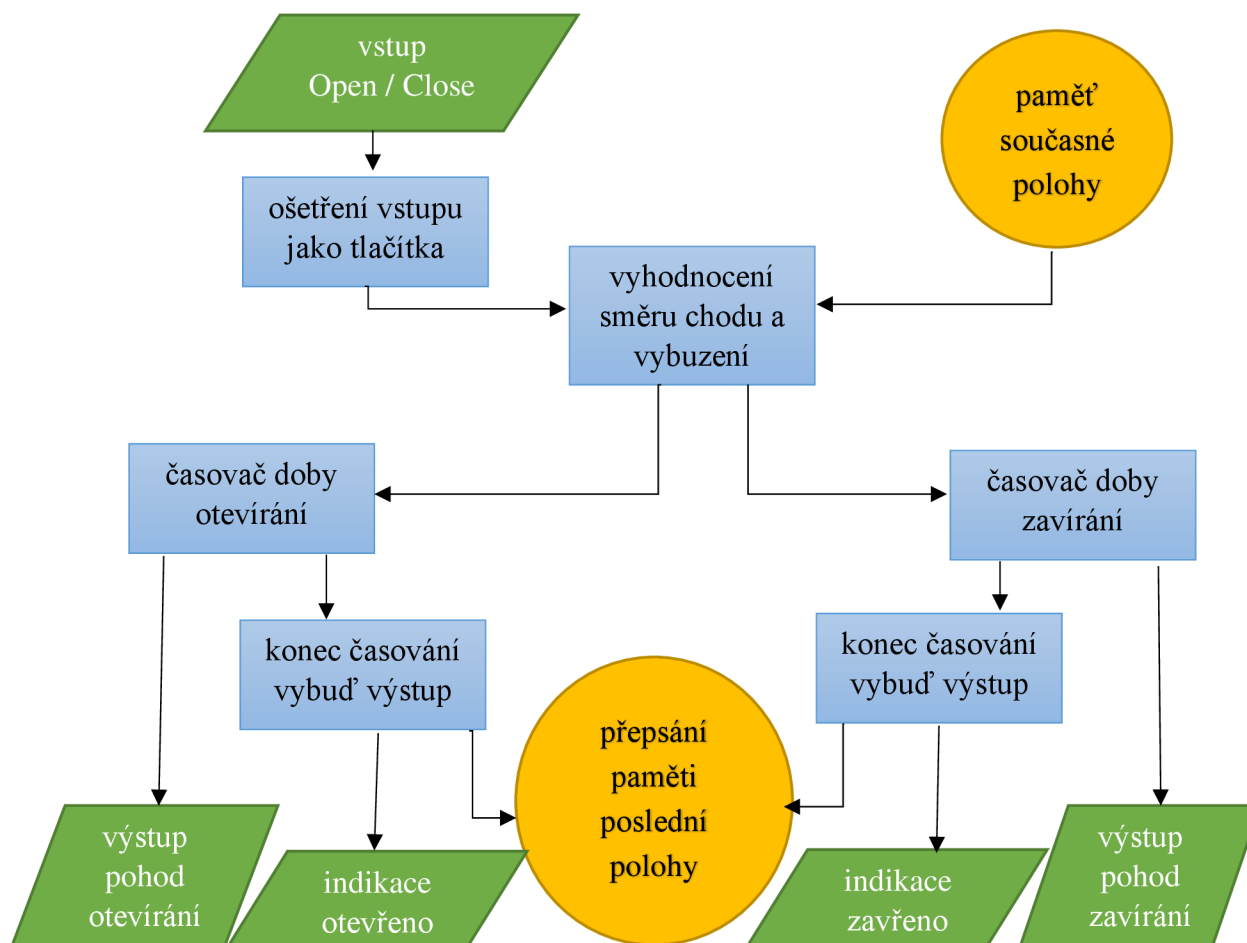 vstup
Open / Close
paměť
současné
polohy
ošetření vstupu
jako tlačítka
vyhodnocení
směru chodu a
vybuzení
časovač doby
otevírání
časovač doby
zavírání
konec časování
vybuď výstup
konec časování
vybuď výstup
přepsání
paměti
poslední
polohy
výstup
pohod
otevírání
indikace
otevřeno
indikace
zavřeno
výstup
pohod
zavírání